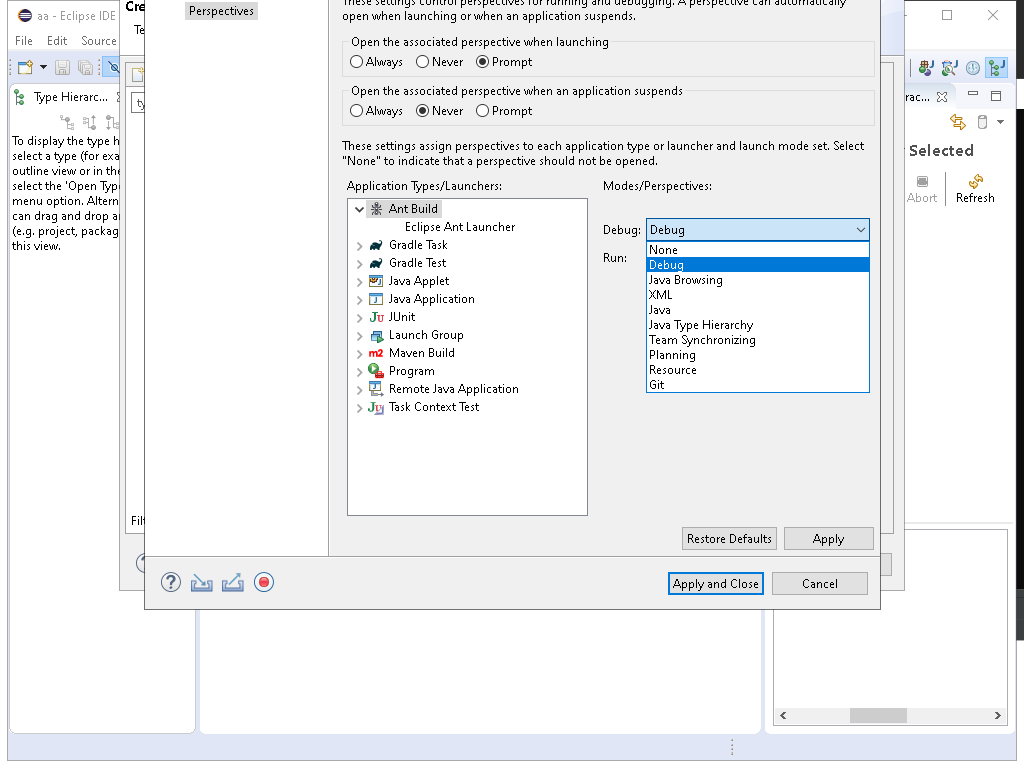 aa - Eclipse IDE
File Edit Source
Type Hierarc...
To display the type h
select a type (for exa
outline view or in the
select the 'Open Typ
menu option. Altern
can drag and drop a
(e.g. project, packag
this view.
Cre
Te
ty
Filt
Perspectives
These settings control perspectives for running and debugging. A perspective can automatically
open when launching or when an application suspends.
Open the associated perspective when launching
Always Never Prompt
Open the associated perspective when an application suspends
Always Never Prompt
These settings assign perspectives to each application type or launcher and launch mode set. Select
"None" to indicate that a perspective should not be opened.
Application Types/Launchers:
Ant Build
Eclipse Ant Launcher
Gradle Task
Gradle Test
Java Applet
Java Application
JUnit
Launch Group
Maven Build
Program
Remote Java Application
Task Context Test
Modes/Perspectives:
Debug: Debug
Run:
None
Debug
Java Browsing
XML
Java
Java Type Hierarchy
Team Synchronizing
Planning
Resource
Git
Restore Defaults Apply
Apply and Close Cancel
rac...
Selected
Abort Refresh